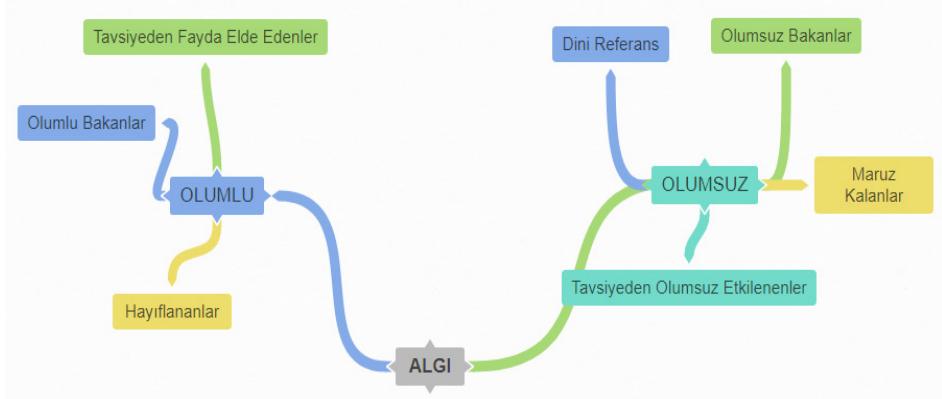 Tavsiyeden Fayda Elde Edenler
Olumlu Bakanlar
OLUMLU
Hayıflananlar
ALGI
Dini Referans
Olumsuz Bakanlar
OLUMSUZ
Maruz
Kalanlar
Tavsiyeden Olumsuz Etkilenenler